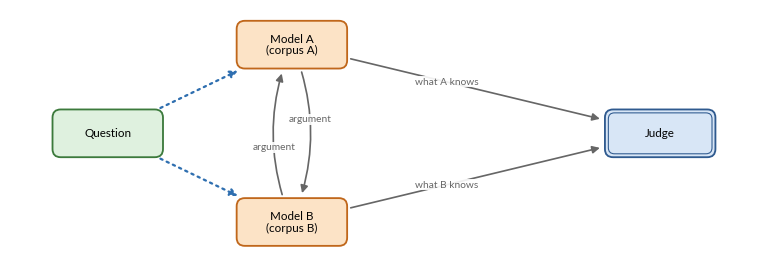 Model A
(corpus A)
what A knows
argument
Question
Judge
argument
what B knows
Model B
(corpus B)